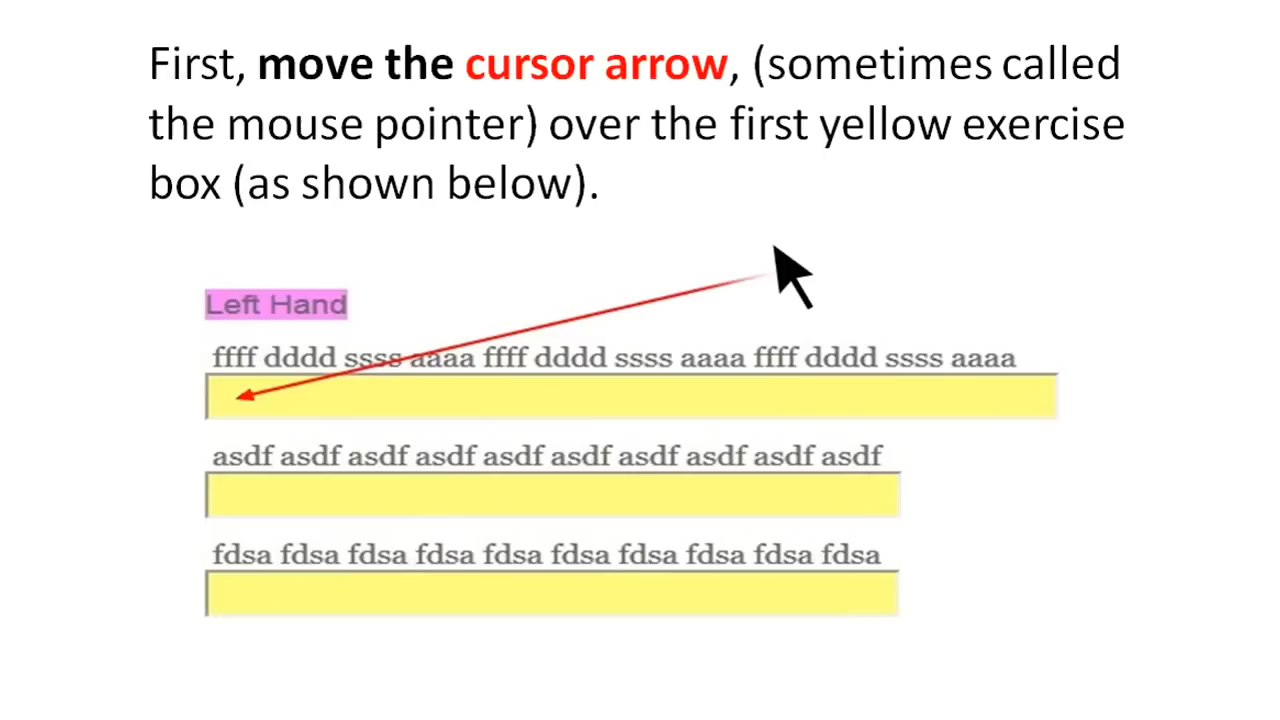 First, move the cursor arrow, (sometimes called
the mouse pointer) over the first yellow exercise
box (as shown below).
Left Hand
ffff dddd ssss aaaa ffff dddd ssss aaaa ffff dddd ssss aaaa
asdf asdf asdf asdf asdf asdf asdf asdf asdf asdf
fdsa fdsa fdsa fdsa fdsa fdsa fdsa fdsa fdsa fdsa